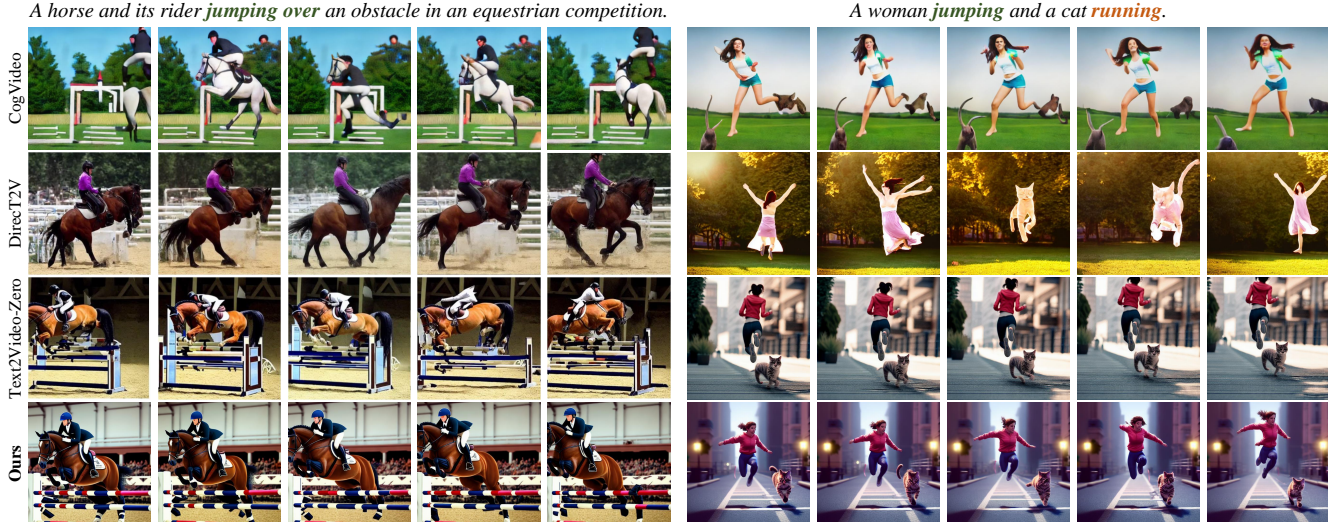 A horse and its rider jumping over an obstacle in an equestrian competition.
A woman jumping and a cat running.
CogVideo
DirecT2V
Text2Video-Zero
Ours